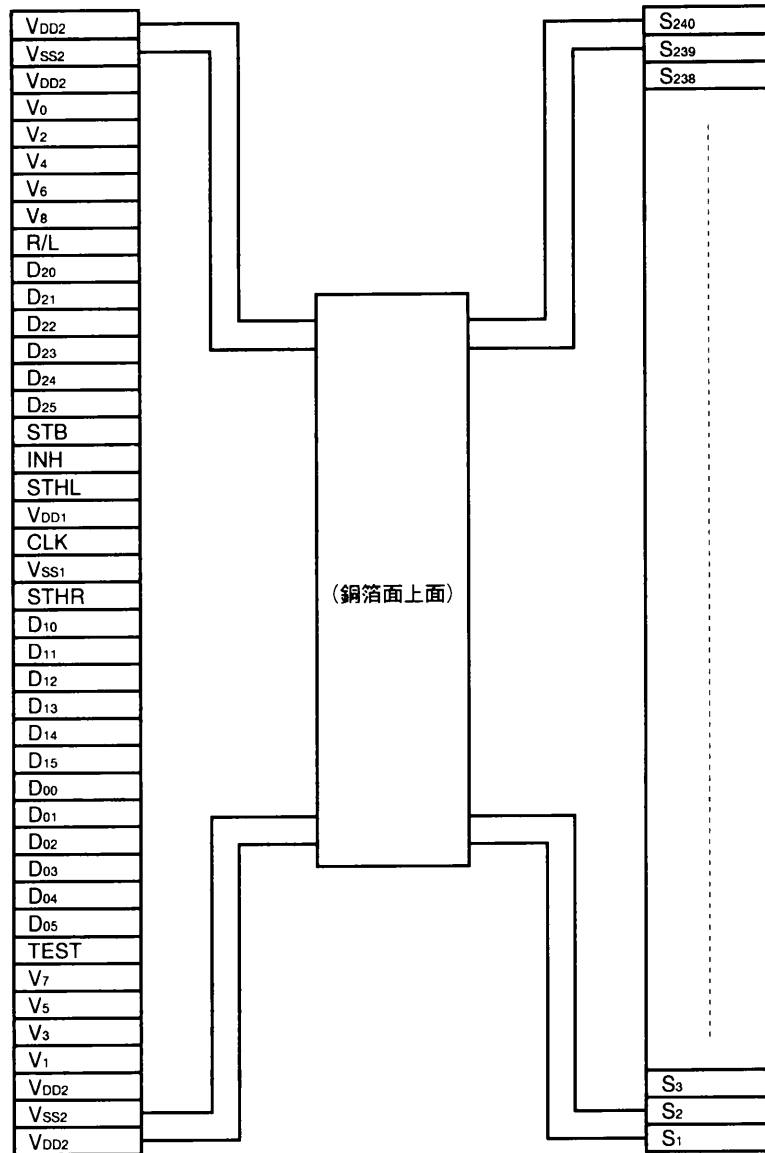 VDD2
VSS2
VDD2
V0
V2
V4
V6
V8
R/L
D20
D21
D22
D23
D24
D25
STB
INH
STHL
VDD1
CLK
VSS1
STHR
D10
D11
D12
D13
D14
D15
D00
D01
D02
D03
D04
D05
TEST
V7
V5
V3
V1
VDD2
VSS2
VDD2
(銅箔面上面)
S240
S239
S238
S3
S2
S1